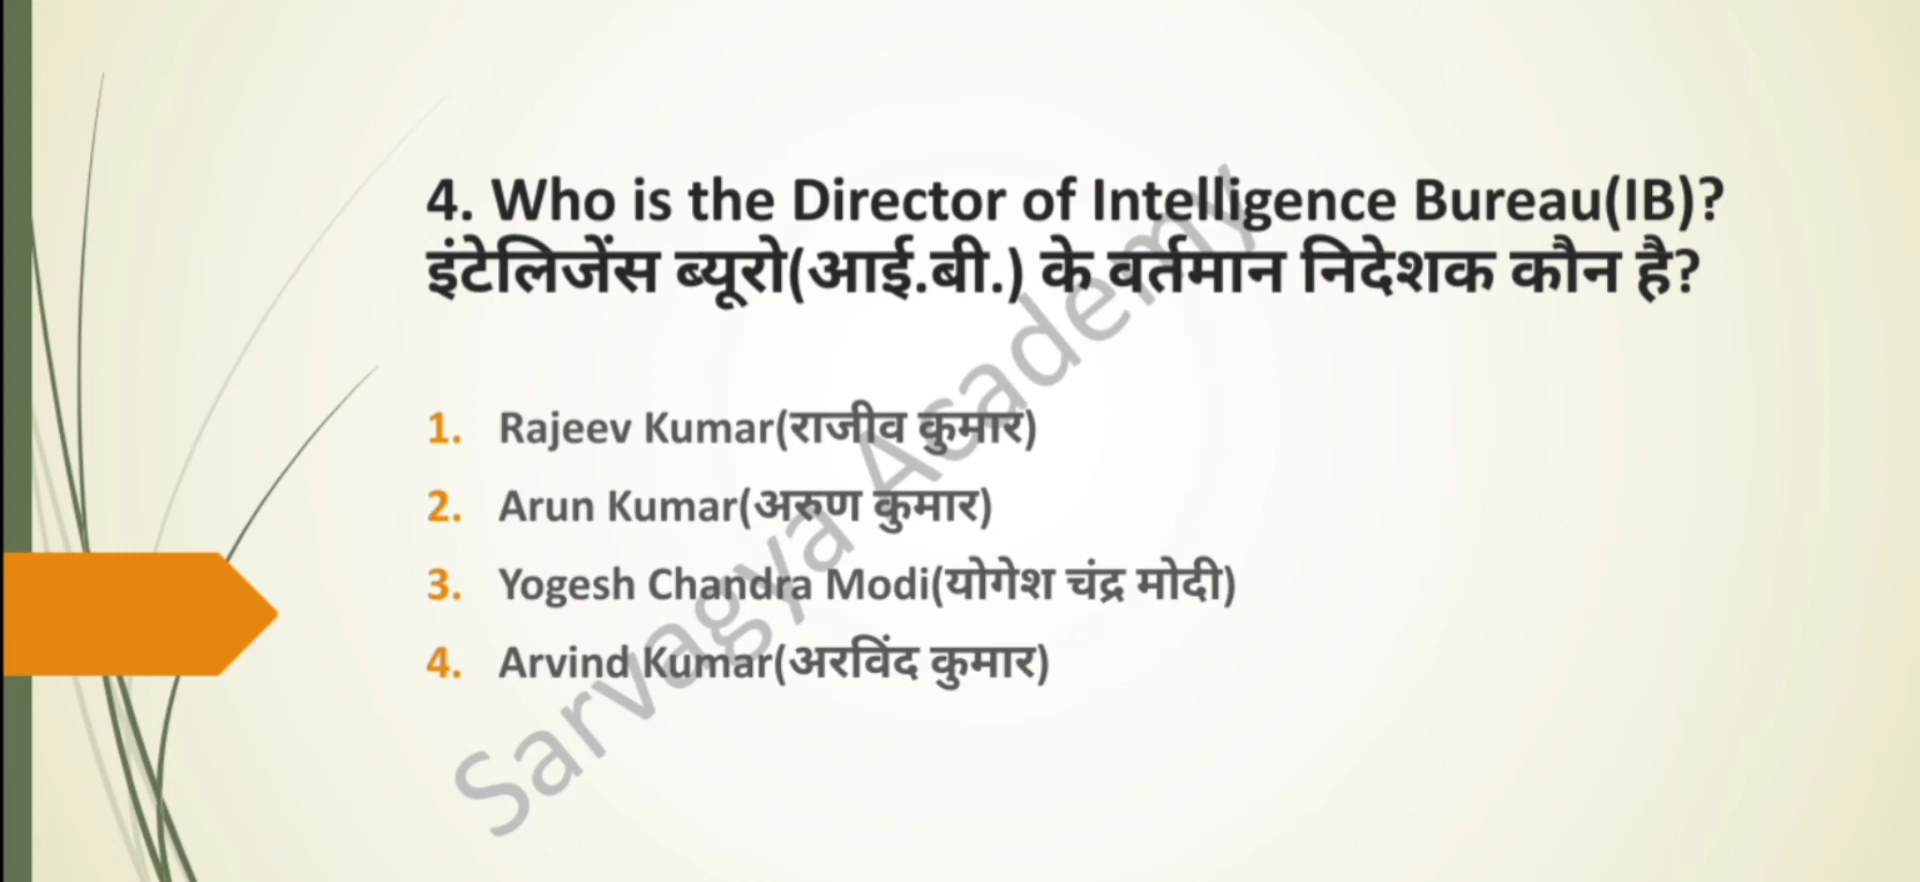 4. Who is the Director of Intelligence Bureau(IB)?
इंटेलिजेंस ब्यूरो(आई.बी.) के वर्तमान निदेशक कौन है?
1. Rajeev Kumar(राजीव कुमार)
2. Arun Kumar(अरुण कुमार)
3. Yogesh Chandra Modi(योगेश चंद्र मोदी)
4. Arvind Kumar(अरविंद कुमार)
Sarvagya Academy